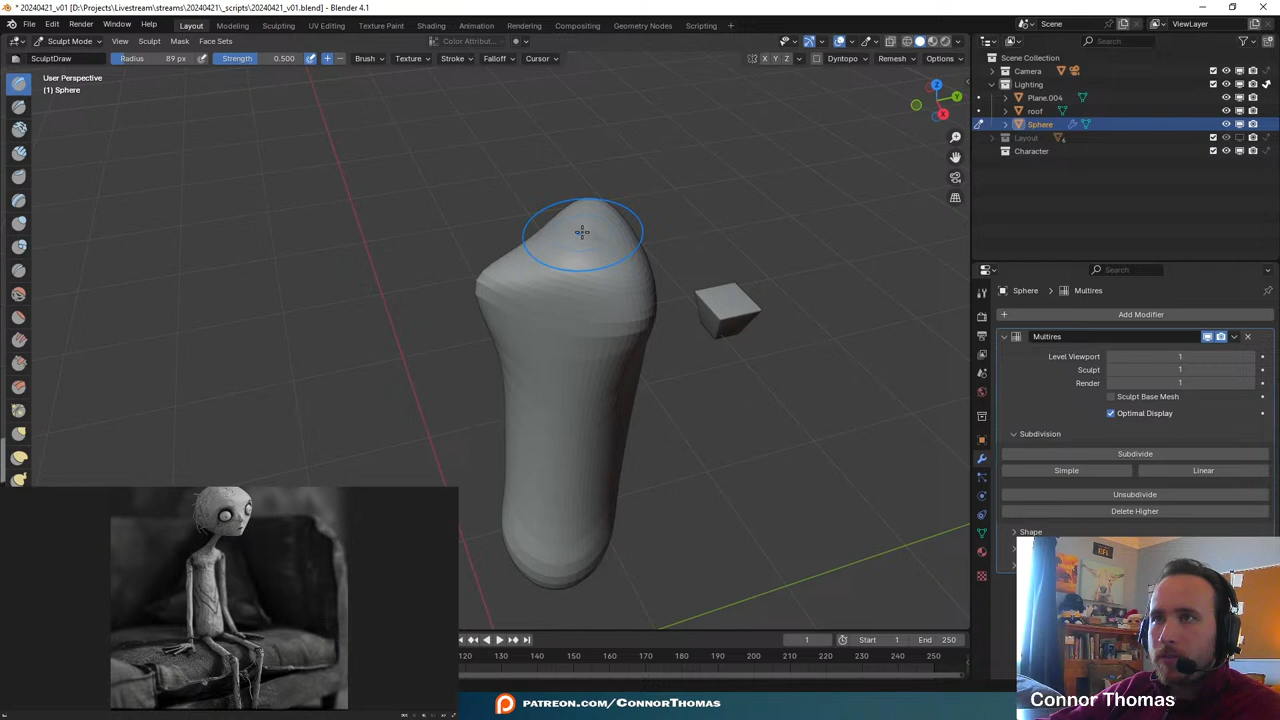 * 20240421_v01 [D:\Projects\Livestream\streams\20240421\_scripts\20240421_v01.blend] - Blender 4.1
File Edit Render Window Help Layout Modeling Sculpting UV Editing Texture Paint Shading Animation Rendering Compositing Geometry Nodes Scripting + Scene ViewLayer
Sculpt Mode View Sculpt Mask Face Sets Color Attribut... Search
SculptDraw Radius 89 px Strength 0.500 Brush Texture Stroke Falloff Cursor X Y Z Dyntopo Remesh Options
User Perspective
(1) Sphere
Z
Y
X
Scene Collection
Camera
Lighting
Plane.004
roof
Sphere
Layout
Character
Search
Sphere > Multires
Add Modifier
Multires
Level Viewport 1
Sculpt 1
Render 1
Sculpt Base Mesh
Optimal Display
Subdivision
Subdivide
Simple Linear
Unsubdivide
Delete Higher
Shape
1 Start 1 End 250
120 130 140 150 160 170 180 190 200 210 220 230 240 250
PATREON.COM/CONNORTHOMAS
Connor Thomas